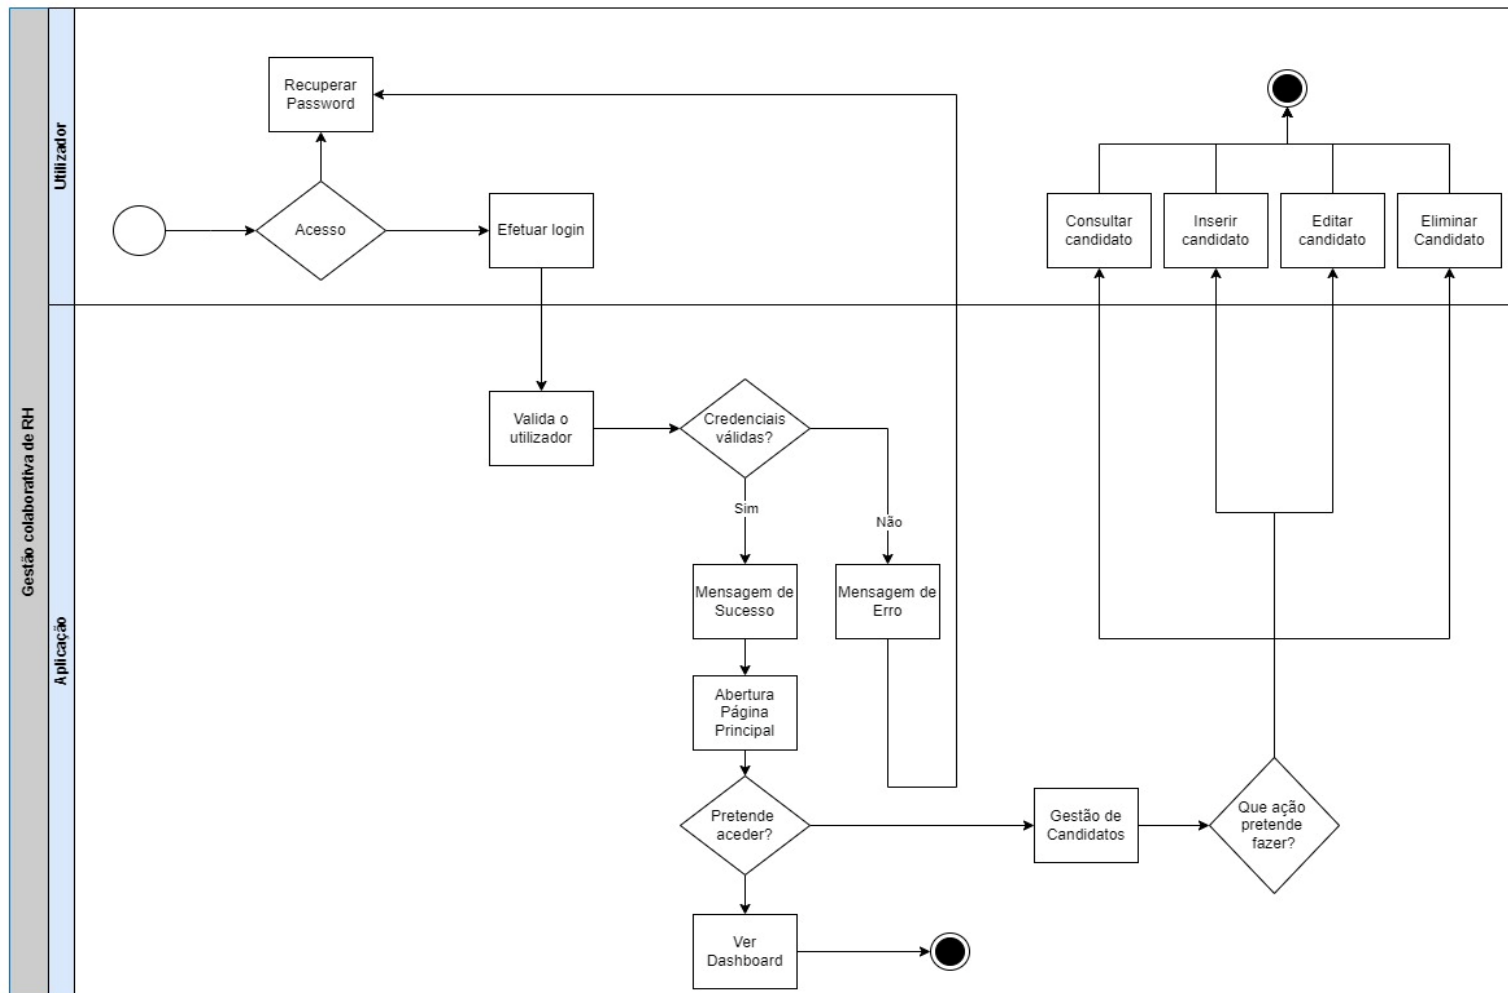 Gestão colaborativa de RH
Utilizador
Recuperar
Password
Acesso
Efetuar login
Consultar
candidato
Inserir
candidato
Editar
candidato
Eliminar
Candidato
Aplicação
Valida o
utilizador
Credenciais
válidas?
Sim
Não
Mensagem de
Sucesso
Mensagem de
Erro
Abertura
Página
Principal
Pretende
aceder?
Gestão de
Candidatos
Que ação
pretende
fazer?
Ver
Dashboard